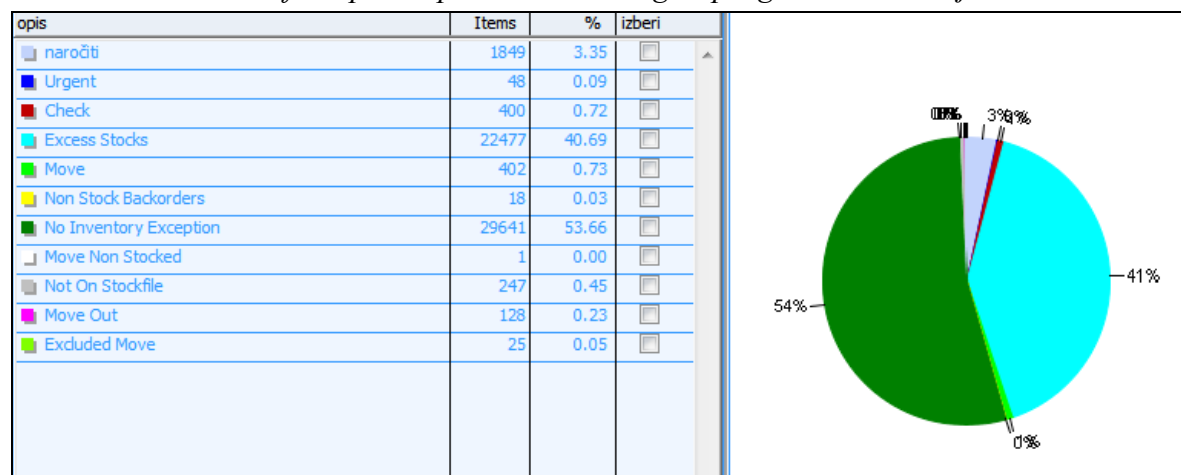 opis Items % izberi
naročiti 1849 3.35
Urgent 48 0.09
Check 400 0.72
Excess Stocks 22477 40.69
Move 402 0.73
Non Stock Backorders 18 0.03
No Inventory Exception 29641 53.66
Move Non Stocked 1 0.00
Not On Stockfile 247 0.45
Move Out 128 0.23
Excluded Move 25 0.05
3%
41%
54%